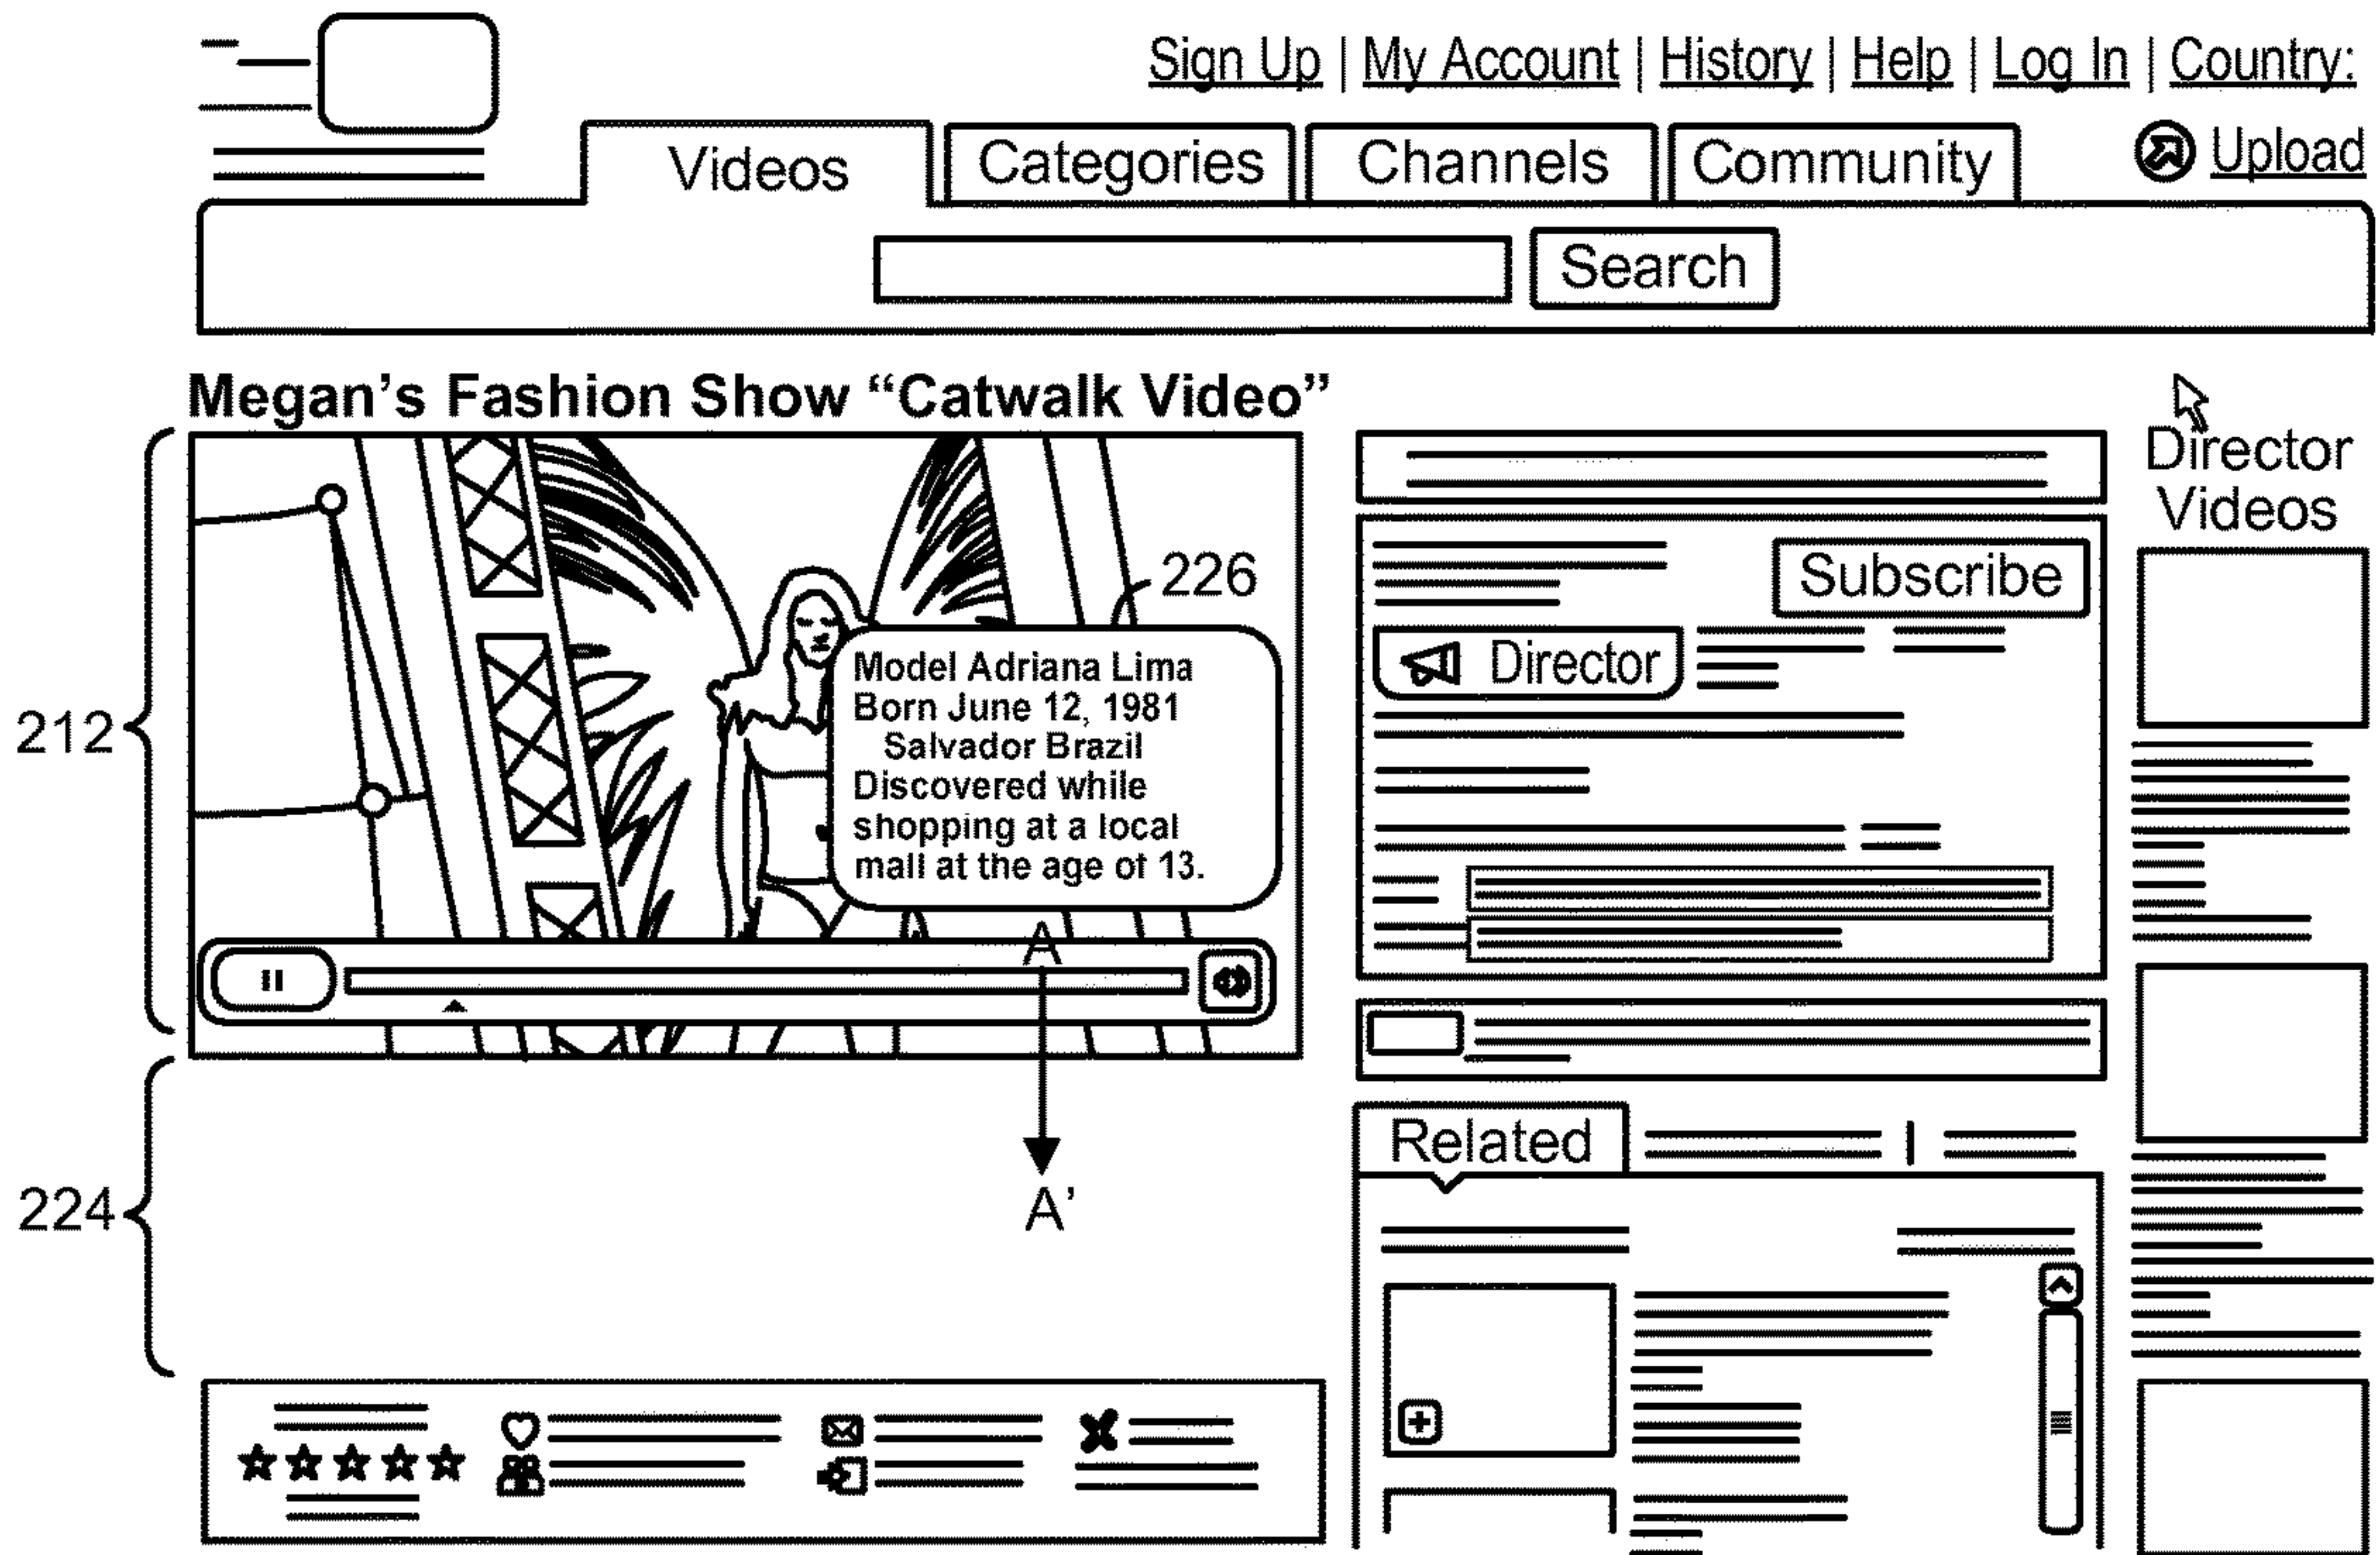 Sign Up | My Account | History | Help | Log In | Country:
Videos
Categories
Channels
Community
Upload
Search
Megan's Fashion Show “Catwalk Video”
Director
Videos
212
226
Subscribe
Director
Model Adriana Lima
Born June 12, 1981
Salvador Brazil
Discovered while
shopping at a local
mall at the age of 13.
A
A'
224
Related